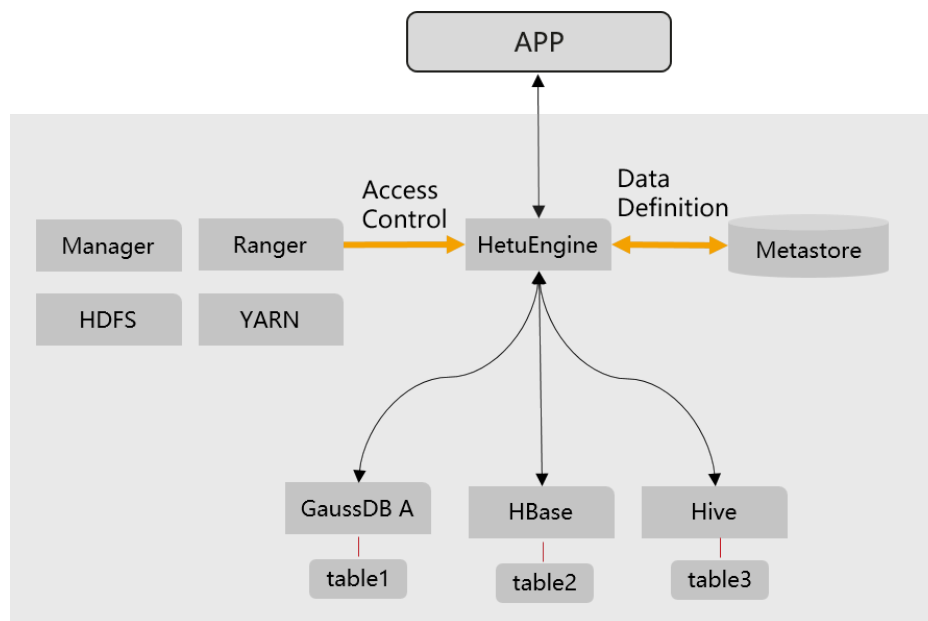 APP
Access
Control
Data
Definition
Manager
Ranger
HetuEngine
Metastore
HDFS
YARN
GaussDB A
HBase
Hive
table1
table2
table3